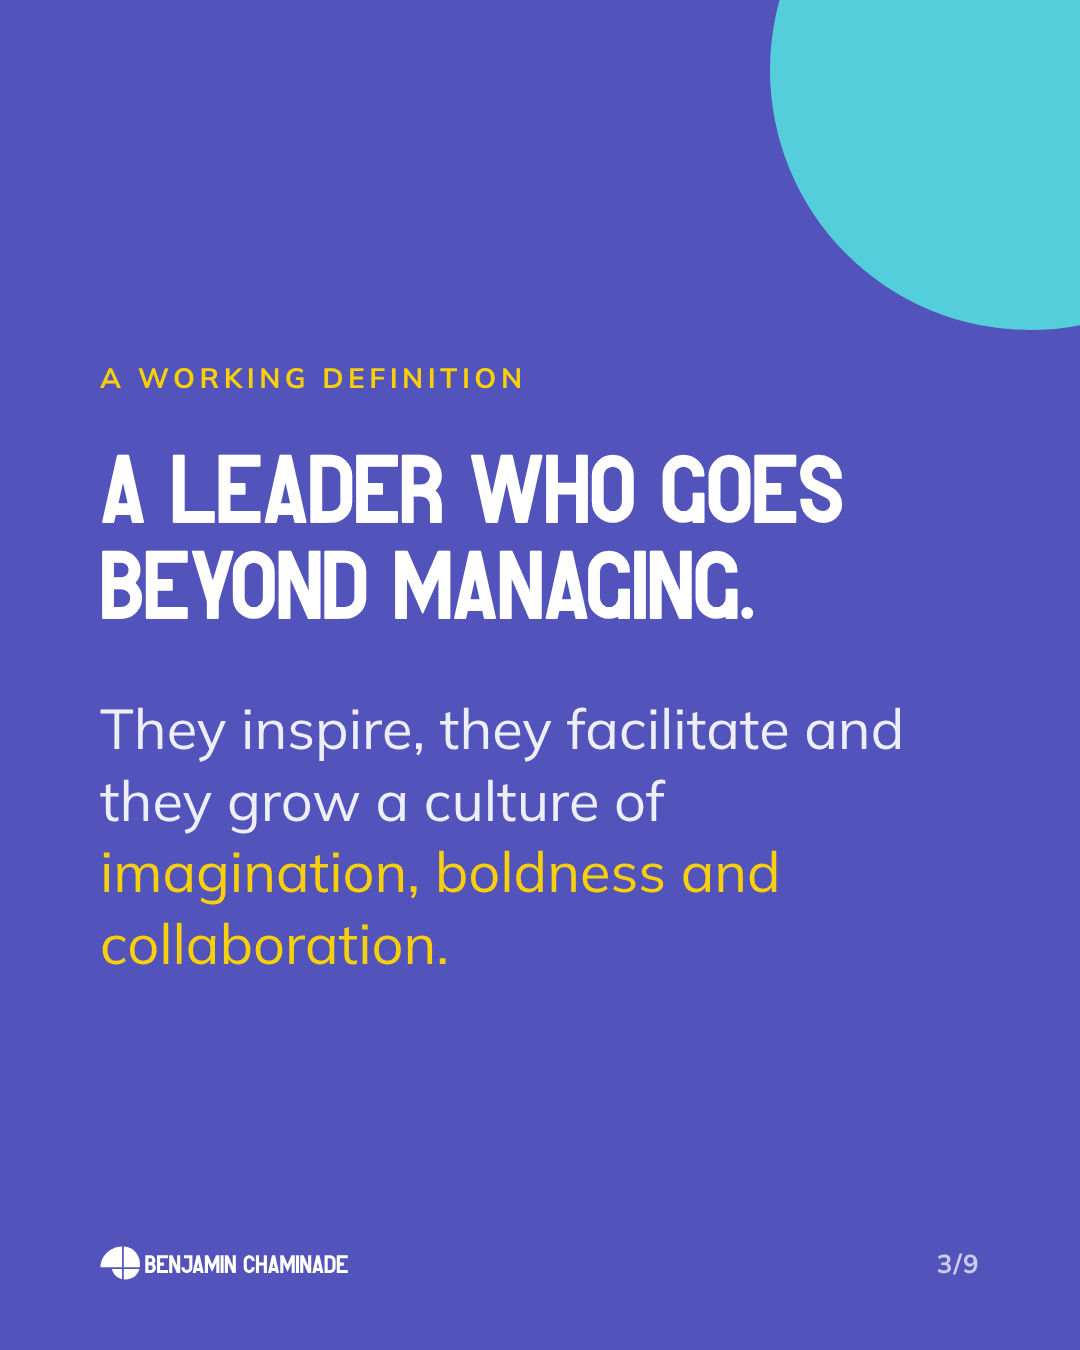 A WORKING DEFINITION
A LEADER WHO GOES
BEYOND MANAGING.
They inspire, they facilitate and
they grow a culture of
imagination, boldness and
collaboration.
BENJAMIN CHAMINADE
3/9